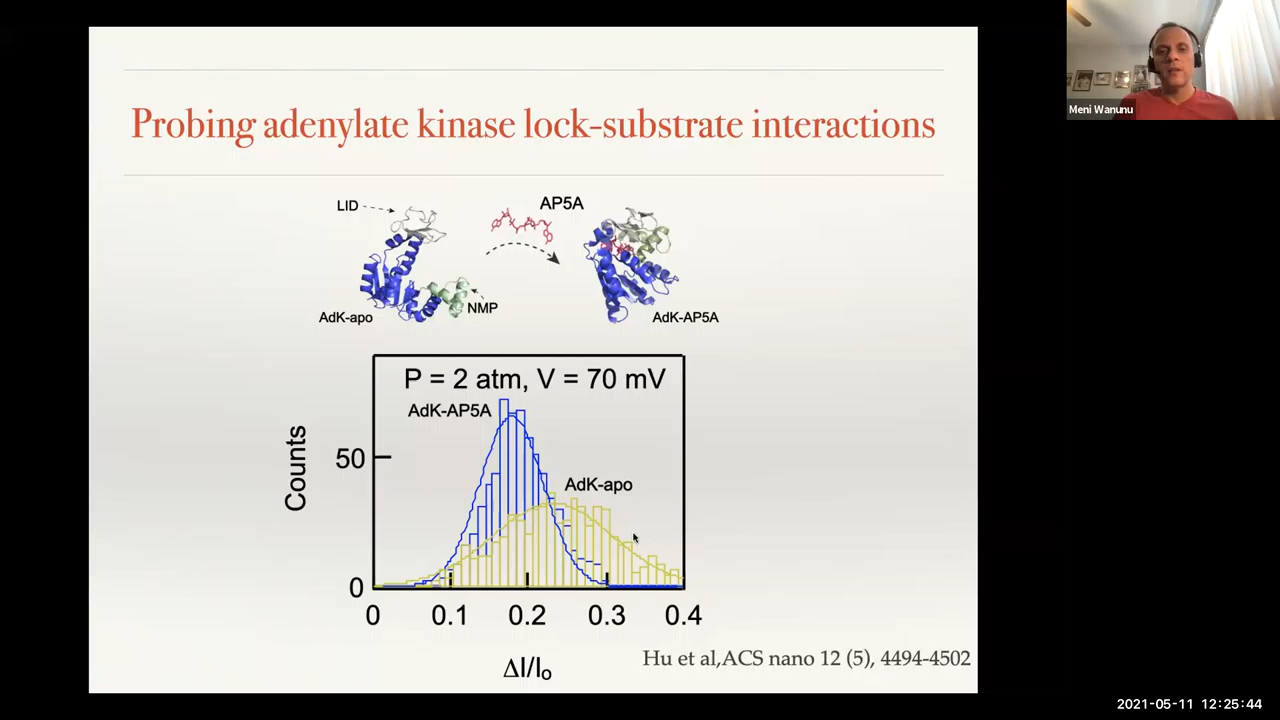 Probing adenylate kinase lock-substrate interactions
LID
AP5A
AdK-apo
NMP
AdK-AP5A
P = 2 atm, V = 70 mV
AdK-AP5A
AdK-apo
Counts
50
0
0 0.1 0.2 0.3 0.4
ΔI/I₀
Hu et al,ACS nano 12 (5), 4494-4502
Meni Wanunu
2021-05-11 12:25:44